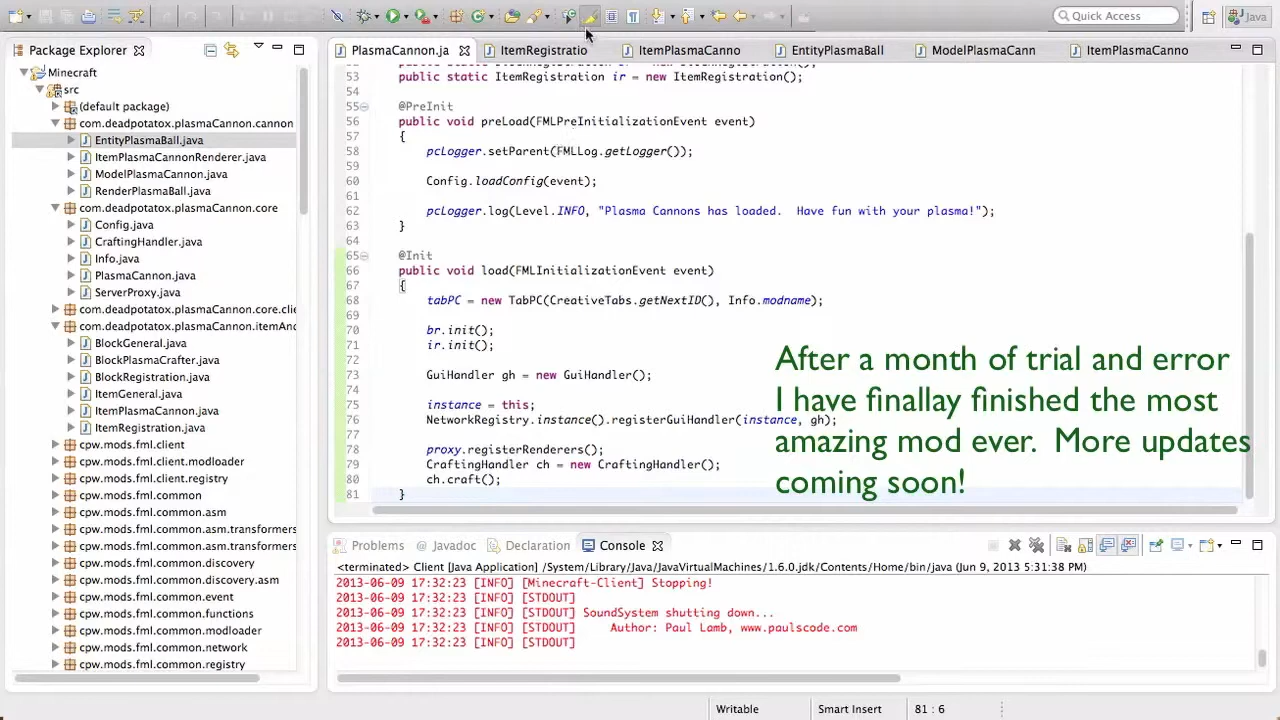 Quick Access
Java
Package Explorer
Minecraft
src
(default package)
com.deadpotatox.plasmaCannon.cannon
EntityPlasmaBall.java
ItemPlasmaCannonRenderer.java
ModelPlasmaCannon.java
RenderPlasmaBall.java
com.deadpotatox.plasmaCannon.core
Config.java
CraftingHandler.java
Info.java
PlasmaCannon.java
ServerProxy.java
com.deadpotatox.plasmaCannon.core.clie
com.deadpotatox.plasmaCannon.itemAnd
BlockGeneral.java
BlockPlasmaCrafter.java
BlockRegistration.java
ItemGeneral.java
ItemPlasmaCannon.java
ItemRegistration.java
cpw.mods.fml.client
cpw.mods.fml.client.modloader
cpw.mods.fml.client.registry
cpw.mods.fml.common
cpw.mods.fml.common.asm
cpw.mods.fml.common.asm.transformers
cpw.mods.fml.common.asm.transformers
cpw.mods.fml.common.discovery
cpw.mods.fml.common.discovery.asm
cpw.mods.fml.common.event
cpw.mods.fml.common.functions
cpw.mods.fml.common.modloader
cpw.mods.fml.common.network
cpw.mods.fml.common.registry
PlasmaCannon.ja ItemRegistratio ItemPlasmaCanno EntityPlasmaBall ModelPlasmaCann ItemPlasmaCanno
53 public static ItemRegistration ir = new ItemRegistration();
54
55 @PreInit
56 public void preLoad(FMLPreInitializationEvent event)
57 {
58 pcLogger.setParent(FMLLog.getLogger());
59
60 Config.loadConfig(event);
61
62 pcLogger.log(Level.INFO, "Plasma Cannons has loaded.  Have fun with your plasma!");
63 }
64
65 @Init
66 public void load(FMLInitializationEvent event)
67 {
68 tabPC = new TabPC(CreativeTabs.getNextID(), Info.modname);
69
70 br.init();
71 ir.init();
72
73 GuiHandler gh = new GuiHandler();
74
75 instance = this;
76 NetworkRegistry.instance().registerGuiHandler(instance, gh);
77
78 proxy.registerRenderers();
79 CraftingHandler ch = new CraftingHandler();
80 ch.craft();
81 }
After a month of trial and error
I have finallay finished the most
amazing mod ever.  More updates
coming soon!
Problems @ Javadoc Declaration Console
<terminated> Client [Java Application] /System/Library/Java/JavaVirtualMachines/1.6.0.jdk/Contents/Home/bin/java (Jun 9, 2013 5:31:38 PM)
2013-06-09 17:32:23 [INFO] [Minecraft-Client] Stopping!
2013-06-09 17:32:23 [INFO] [STDOUT]
2013-06-09 17:32:23 [INFO] [STDOUT] SoundSystem shutting down...
2013-06-09 17:32:23 [INFO] [STDOUT]     Author: Paul Lamb, www.paulscode.com
2013-06-09 17:32:23 [INFO] [STDOUT]
Writable Smart Insert 81 : 6